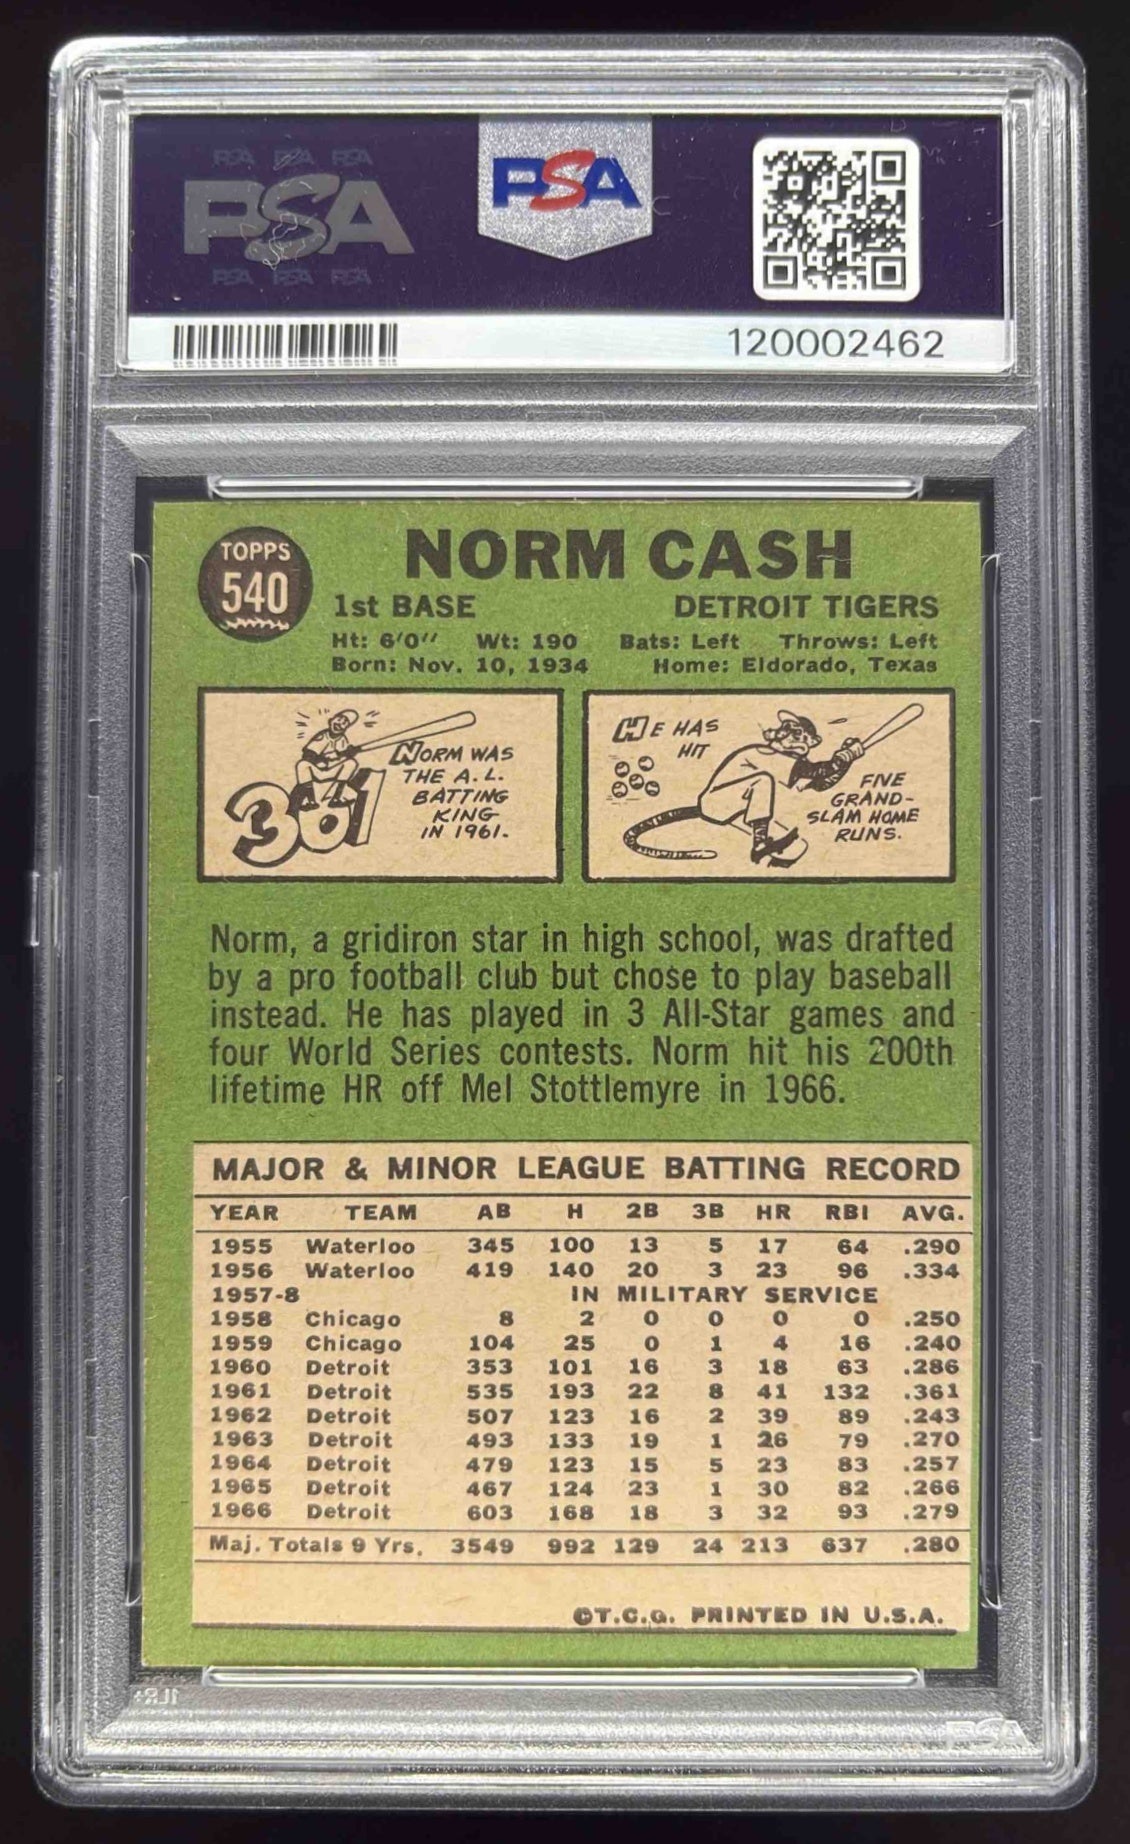 PSA PSA PSA
PSA
PSA PSA PSA
PSA
120002462
TOPPS
540
NORM CASH
1st BASE DETROIT TIGERS
Ht: 6'0'' Wt: 190 Bats: Left Throws: Left
Born: Nov. 10, 1934 Home: Eldorado, Texas
361
NORM WAS
THE A.L.
BATTING
KING
IN 1961.
HE HAS
HIT
FIVE
GRAND-
SLAM HOME
RUNS.
Norm, a gridiron star in high school, was drafted
by a pro football club but chose to play baseball
instead. He has played in 3 All-Star games and
four World Series contests. Norm hit his 200th
lifetime HR off Mel Stottlemyre in 1966.
MAJOR & MINOR LEAGUE BATTING RECORD
YEAR TEAM AB H 2B 3B HR RBI AVG.
1955 Waterloo 345 100 13 5 17 64 .290
1956 Waterloo 419 140 20 3 23 96 .334
1957-8 IN MILITARY SERVICE
1958 Chicago 8 2 0 0 0 0 .250
1959 Chicago 104 25 0 1 4 16 .240
1960 Detroit 353 101 16 3 18 63 .286
1961 Detroit 535 193 22 8 41 132 .361
1962 Detroit 507 123 16 2 39 89 .243
1963 Detroit 493 133 19 1 26 79 .270
1964 Detroit 479 123 15 5 23 83 .257
1965 Detroit 467 124 23 1 30 82 .266
1966 Detroit 603 168 18 3 32 93 .279
Maj. Totals 9 Yrs. 3549 992 129 24 213 637 .280
©T.C.G. PRINTED IN U.S.A.
PSA